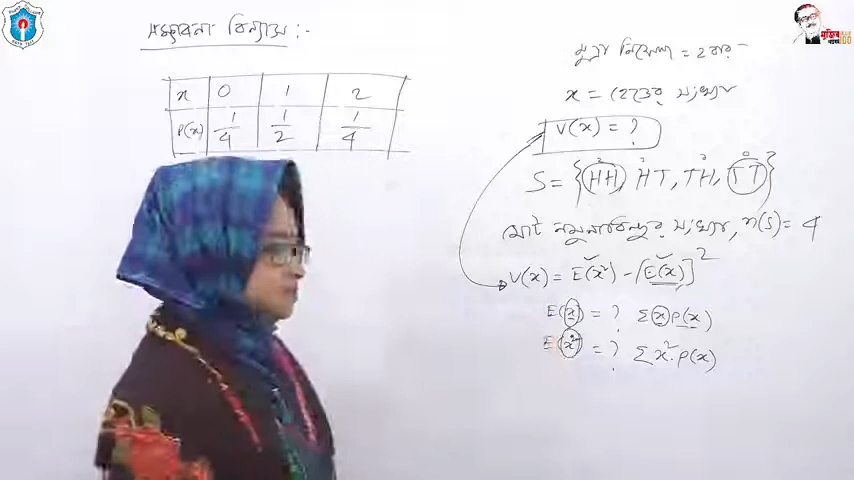 সম্ভাবনা বিন্যাস :-
x 0 1 2
P(x) 1/4 1/2 1/4
মুদ্রা নিক্ষেপ = 2 বার
x = হেডের সংখ্যা
V(x) = ?
S = {HH, HT, TH, TT}
মোট নমুনাবিন্দুর সংখ্যা, n(S) = 4
V(x) = E(x²) - [E(x)]²
E(x) = ? Σ x P(x)
E(x²) = ? Σ x². P(x)
মুজিব
100